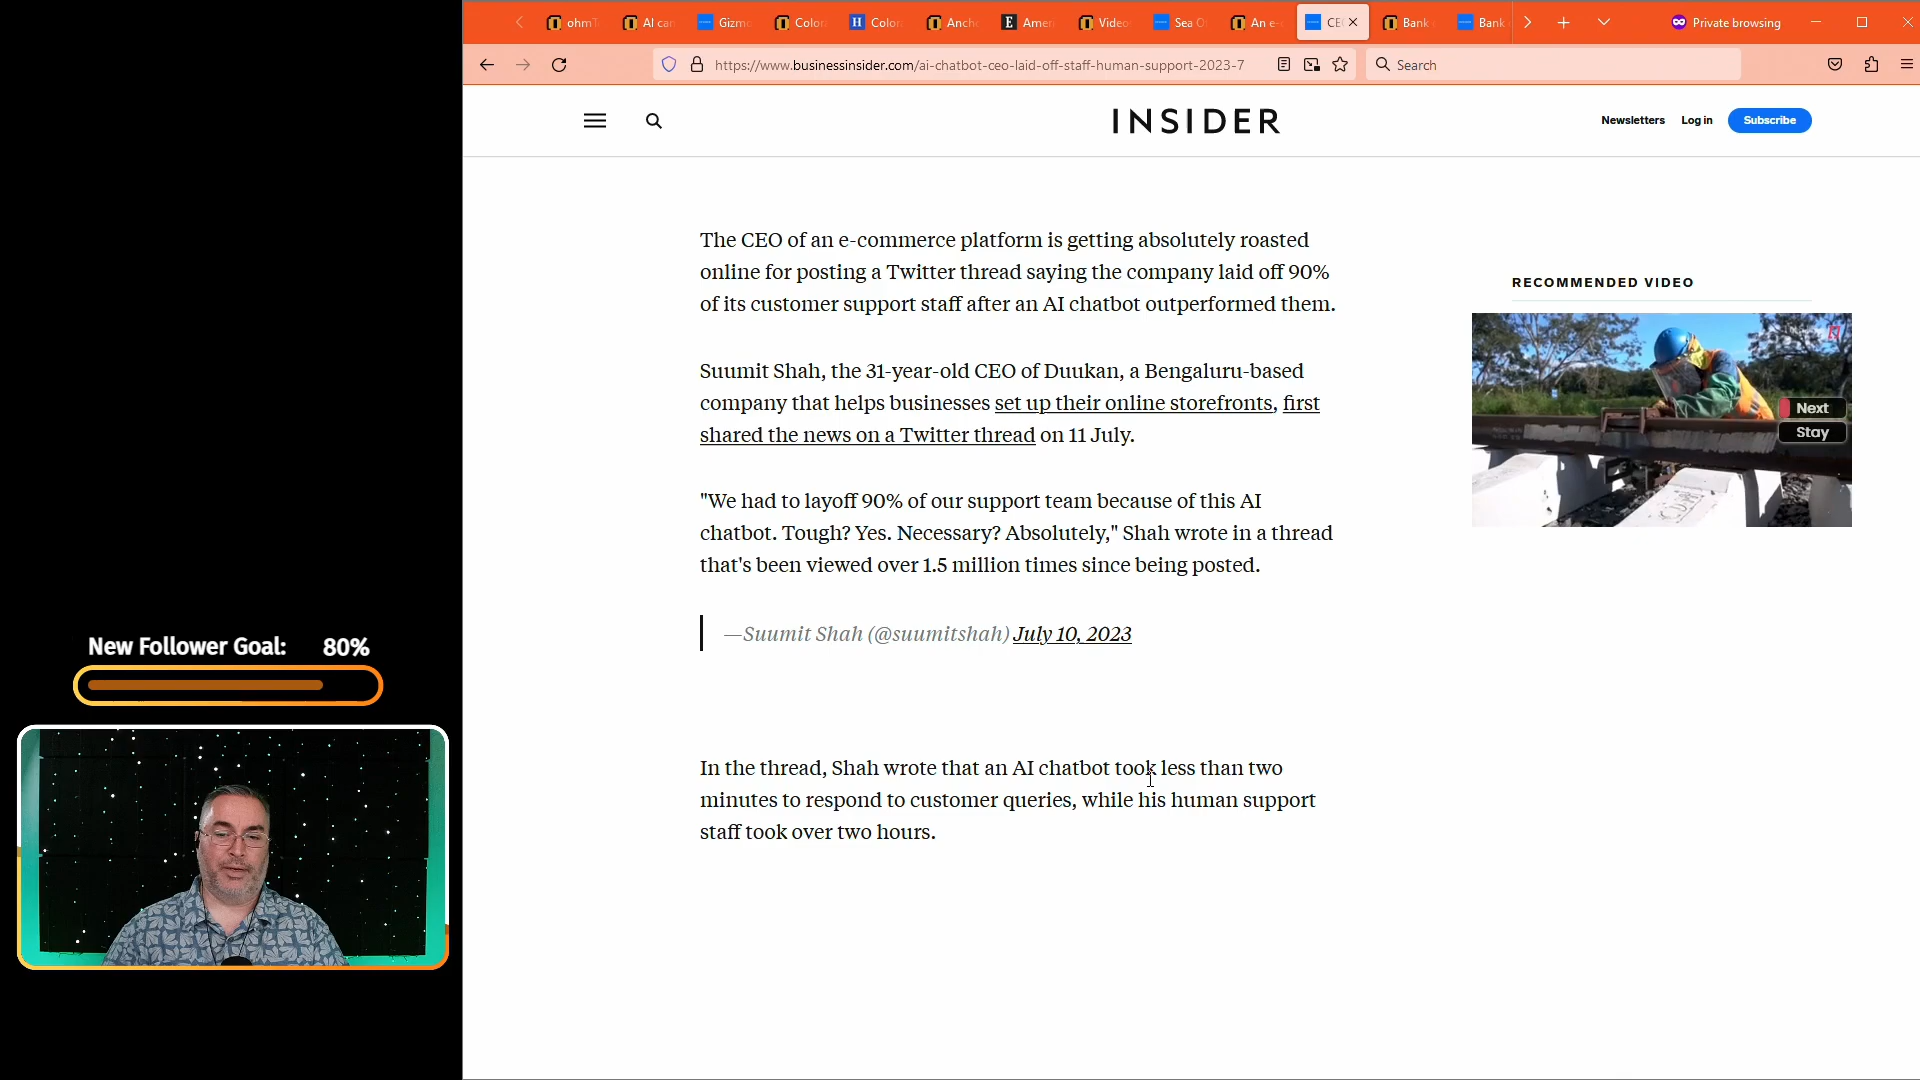 ohmT
AI can
Gizmo
Color
Color
Ancho
Amer
Video
Sea O
An e-
CE
Bank
Bank
Private browsing
https://www.businessinsider.com/ai-chatbot-ceo-laid-off-staff-human-support-2023-7
Search
INSIDER
Newsletters
Log in
Subscribe
The CEO of an e-commerce platform is getting absolutely roasted
online for posting a Twitter thread saying the company laid off 90%
of its customer support staff after an AI chatbot outperformed them.
RECOMMENDED VIDEO
Next
Stay
Suumit Shah, the 31-year-old CEO of Duukan, a Bengaluru-based
company that helps businesses set up their online storefronts, first
shared the news on a Twitter thread on 11 July.
"We had to layoff 90% of our support team because of this AI
chatbot. Tough? Yes. Necessary? Absolutely," Shah wrote in a thread
that's been viewed over 1.5 million times since being posted.
—Suumit Shah (@suumitshah) July 10, 2023
In the thread, Shah wrote that an AI chatbot took less than two
minutes to respond to customer queries, while his human support
staff took over two hours.
New Follower Goal: 80%